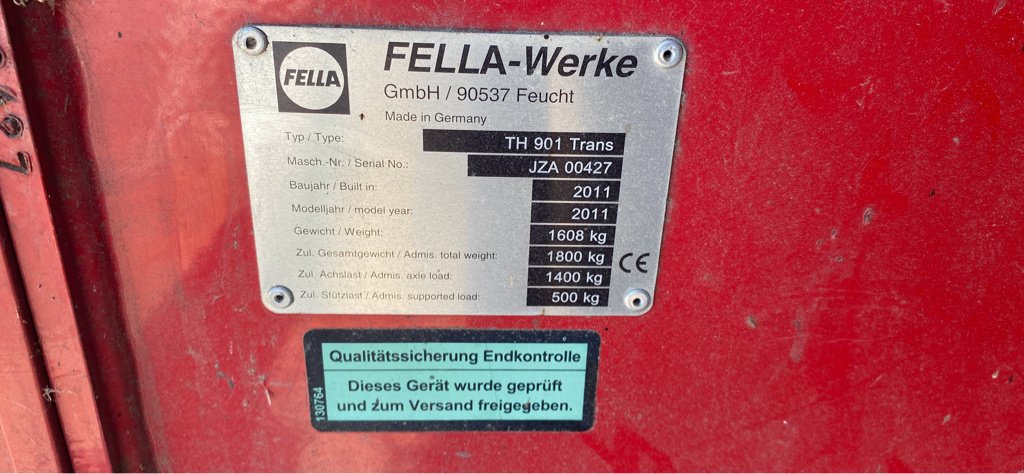 FELLA
FELLA-Werke
GmbH / 90537 Feucht
Made in Germany
Typ / Type: TH 901 Trans
Masch.-Nr. / Serial No.: JZA 00427
Baujahr / Built in: 2011
Modelljahr / model year: 2011
Gewicht / Weight: 1608 kg
Zul. Gesamtgewicht / Admis. total weight: 1800 kg
Zul. Achslast / Admis. axle load: 1400 kg
Zul. Stützlast / Admis. supported load: 500 kg
CE
Qualitätssicherung Endkontrolle
Dieses Gerät wurde geprüft
und zum Versand freigegeben.
130764